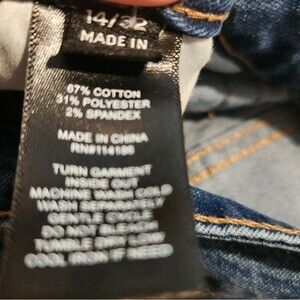 14/32
MADE IN
67% COTTON
31% POLYESTER
2% SPANDEX
MADE IN CHINA
TURN GARMENT
INSIDE OUT
MACHINE WASH COLD
WASH SEPARATELY
GENTLE CYCLE
DO NOT BLEACH
TUMBLE DRY LOW
COOL IRON IF NEED